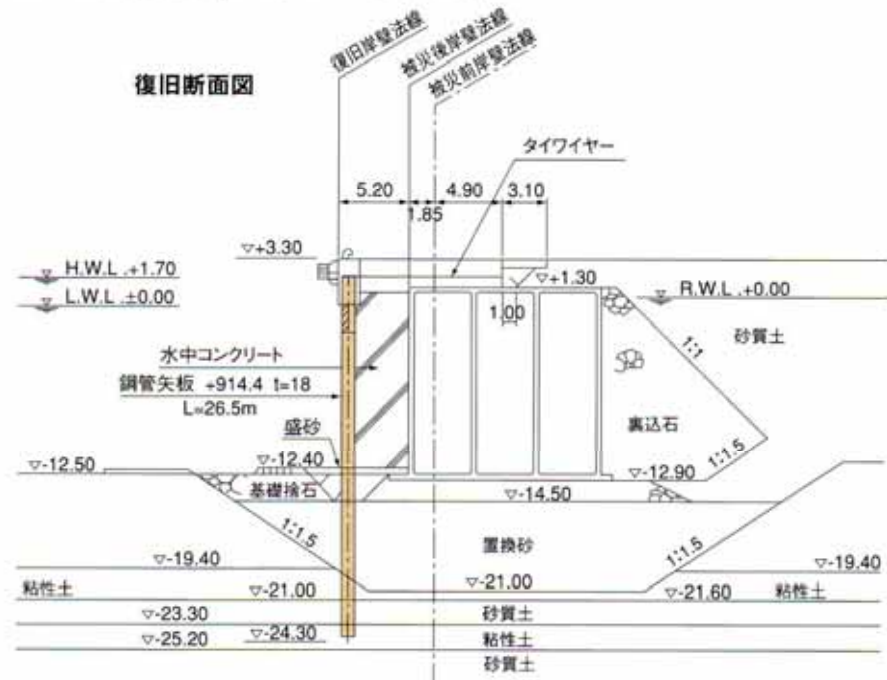 復旧断面図
復旧岸壁法線
被災後岸壁法線
被災前岸壁法線
タイワイヤー
5.20
4.90
3.10
1.85
▽+3.30
H.W.L .+1.70
L.W.L .±0.00
▽+1.30
R.W.L .+0.00
1.00
1:1
砂質土
水中コンクリート
鋼管矢板 +914.4 t=18
L=26.5m
裏込石
盛砂
▽-12.50
▽-12.40
▽-12.90
1:1.5
基礎捨石
▽-14.50
1:1.5
置換砂
1:1.5
▽-19.40
▽-19.40
粘性土
▽-21.00
▽-21.00
▽-21.60
粘性土
▽-23.30
砂質土
▽-25.20
▽-24.30
粘性土
砂質土